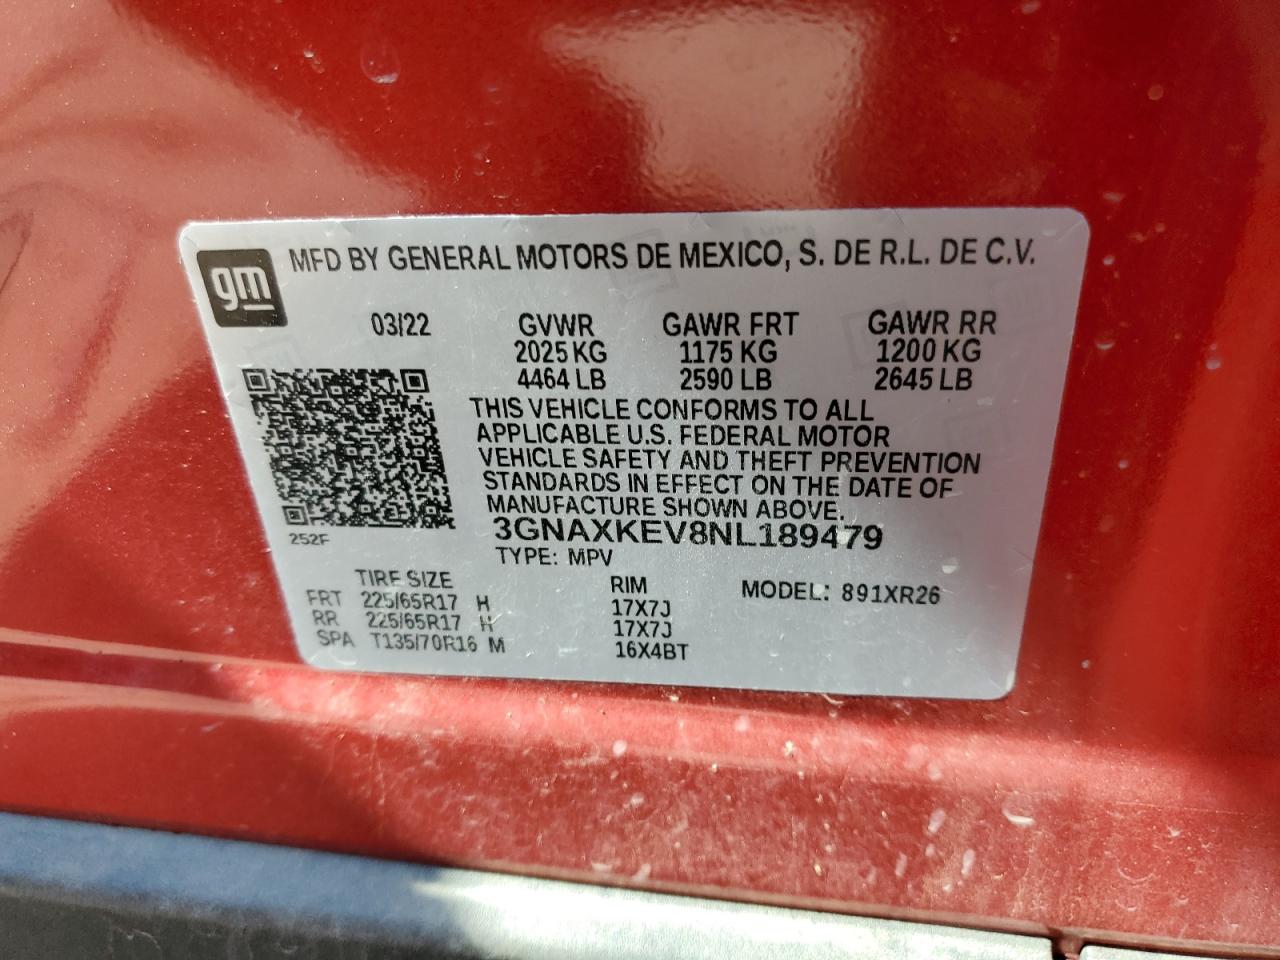 gm
MFD BY GENERAL MOTORS DE MEXICO, S. DE R.L. DE C.V.
03/22 GVWR GAWR FRT GAWR RR
2025 KG 1175 KG 1200 KG
4464 LB 2590 LB 2645 LB
THIS VEHICLE CONFORMS TO ALL
APPLICABLE U.S. FEDERAL MOTOR
VEHICLE SAFETY AND THEFT PREVENTION
STANDARDS IN EFFECT ON THE DATE OF
MANUFACTURE SHOWN ABOVE.
252F
3GNAXKEV8NL189479
TYPE: MPV
TIRE SIZE RIM MODEL: 891XR26
FRT 225/65R17 H 17X7J
RR 225/65R17 H 17X7J
SPA T135/70R16 M 16X4BT